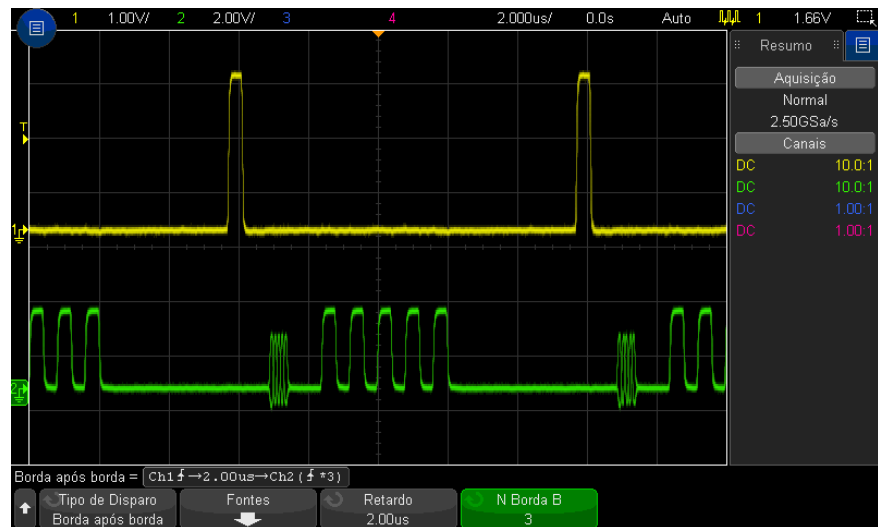 1 1.00V/ 2 2.00V/ 3 4 2.000us/ 0.0s Auto 1 1.66V
Resumo
Aquisição
Normal
2.50GSa/s
Canais
DC 10.0:1
DC 10.0:1
DC 1.00:1
DC 1.00:1
T
1
2
Borda após borda = Ch1→2.00us→Ch2(*3)
Tipo de Disparo Fontes Retardo N Borda B
Borda após borda 2.00us 3